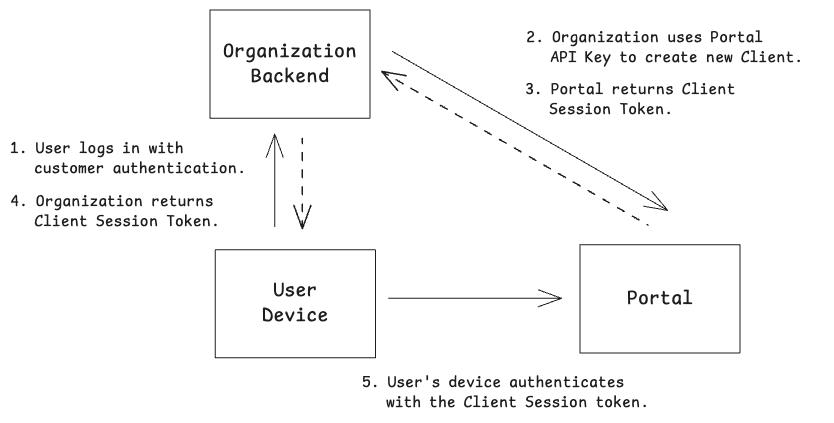 Organization
Backend
2. Organization uses Portal
API Key to create new Client.
3. Portal returns Client
Session Token.
1. User logs in with
customer authentication.
4. Organization returns
Client Session Token.
User
Device
Portal
5. User's device authenticates
with the Client Session token.